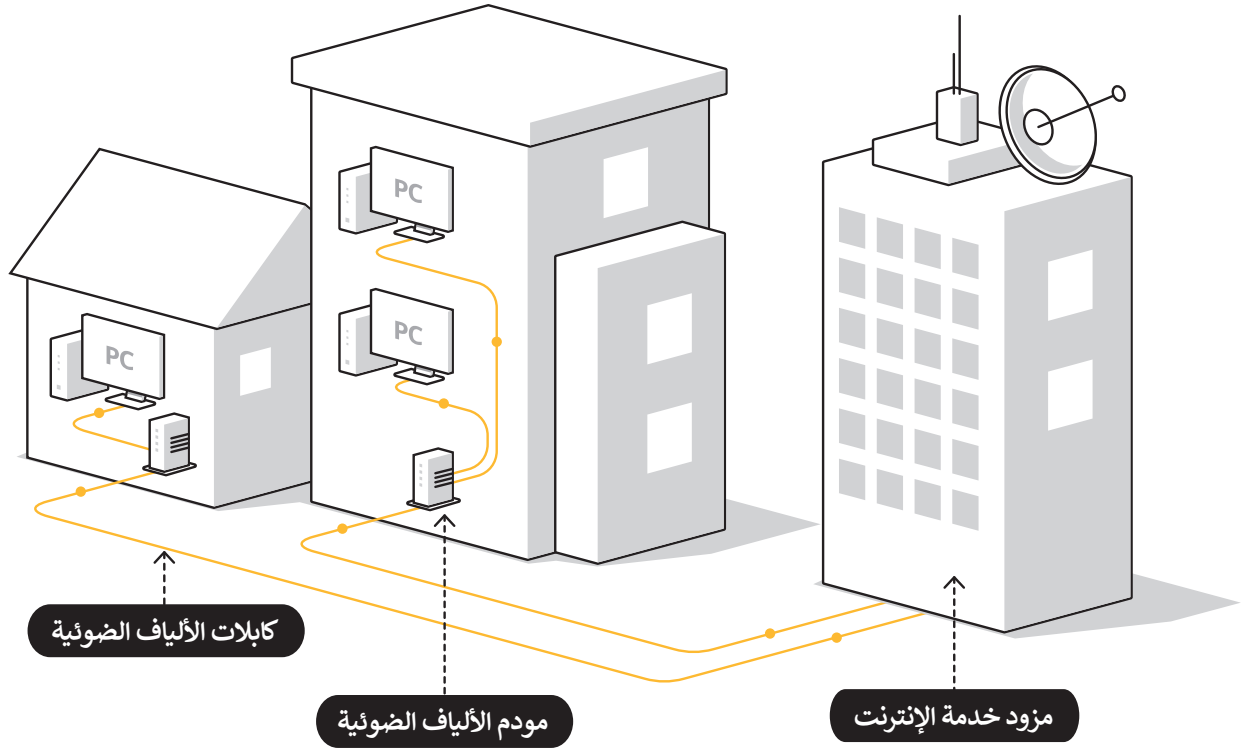 PC
PC
PC
كابلات الألياف الضوئية
مودم الألياف الضوئية
مزود خدمة الإنترنت